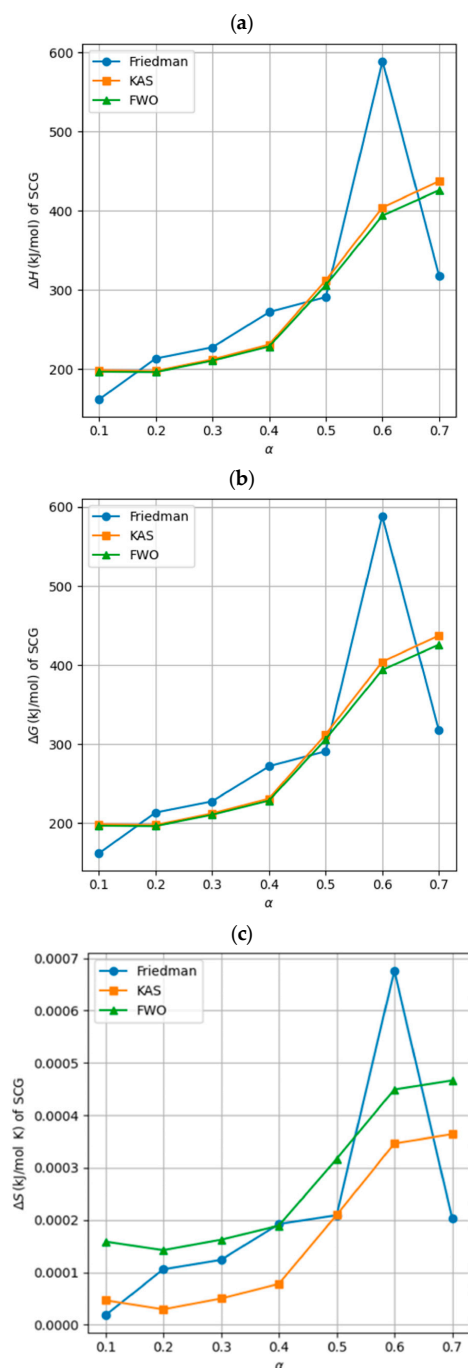 (a)
600
500
400
300
200
ΔH (kJ/mol) of SCG
Friedman
KAS
FWO
0.1 0.2 0.3 0.4 0.5 0.6 0.7
α
(b)
600
500
400
300
200
ΔG (kJ/mol) of SCG
Friedman
KAS
FWO
0.1 0.2 0.3 0.4 0.5 0.6 0.7
α
(c)
0.0007
0.0006
0.0005
0.0004
0.0003
0.0002
0.0001
0.0000
ΔS (kJ/mol K) of SCG
Friedman
KAS
FWO
0.1 0.2 0.3 0.4 0.5 0.6 0.7
α